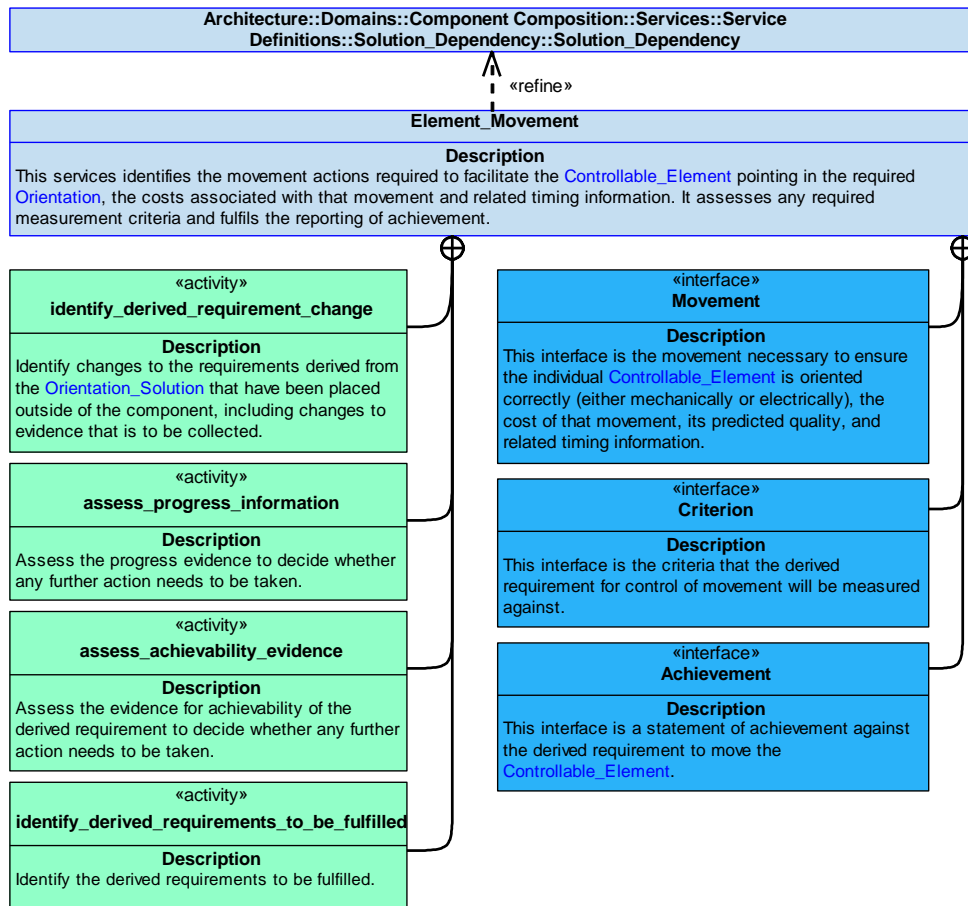 Architecture::Domains::Component Composition::Services::Service
Definitions::Solution_Dependency::Solution_Dependency
«refine»
Element_Movement
Description
This services identifies the movement actions required to facilitate the Controllable_Element pointing in the required
Orientation, the costs associated with that movement and related timing information. It assesses any required
measurement criteria and fulfils the reporting of achievement.
«activity»
identify_derived_requirement_change
Description
Identify changes to the requirements derived from
the Orientation_Solution that have been placed
outside of the component, including changes to
evidence that is to be collected.
«activity»
assess_progress_information
Description
Assess the progress evidence to decide whether
any further action needs to be taken.
«activity»
assess_achievability_evidence
Description
Assess the evidence for achievability of the
derived requirement to decide whether any further
action needs to be taken.
«activity»
identify_derived_requirements_to_be_fulfilled
Description
Identify the derived requirements to be fulfilled.
«interface»
Movement
Description
This interface is the movement necessary to ensure
the individual Controllable_Element is oriented
correctly (either mechanically or electrically), the
cost of that movement, its predicted quality, and
related timing information.
«interface»
Criterion
Description
This interface is the criteria that the derived
requirement for control of movement will be measured
against.
«interface»
Achievement
Description
This interface is a statement of achievement against
the derived requirement to move the
Controllable_Element.